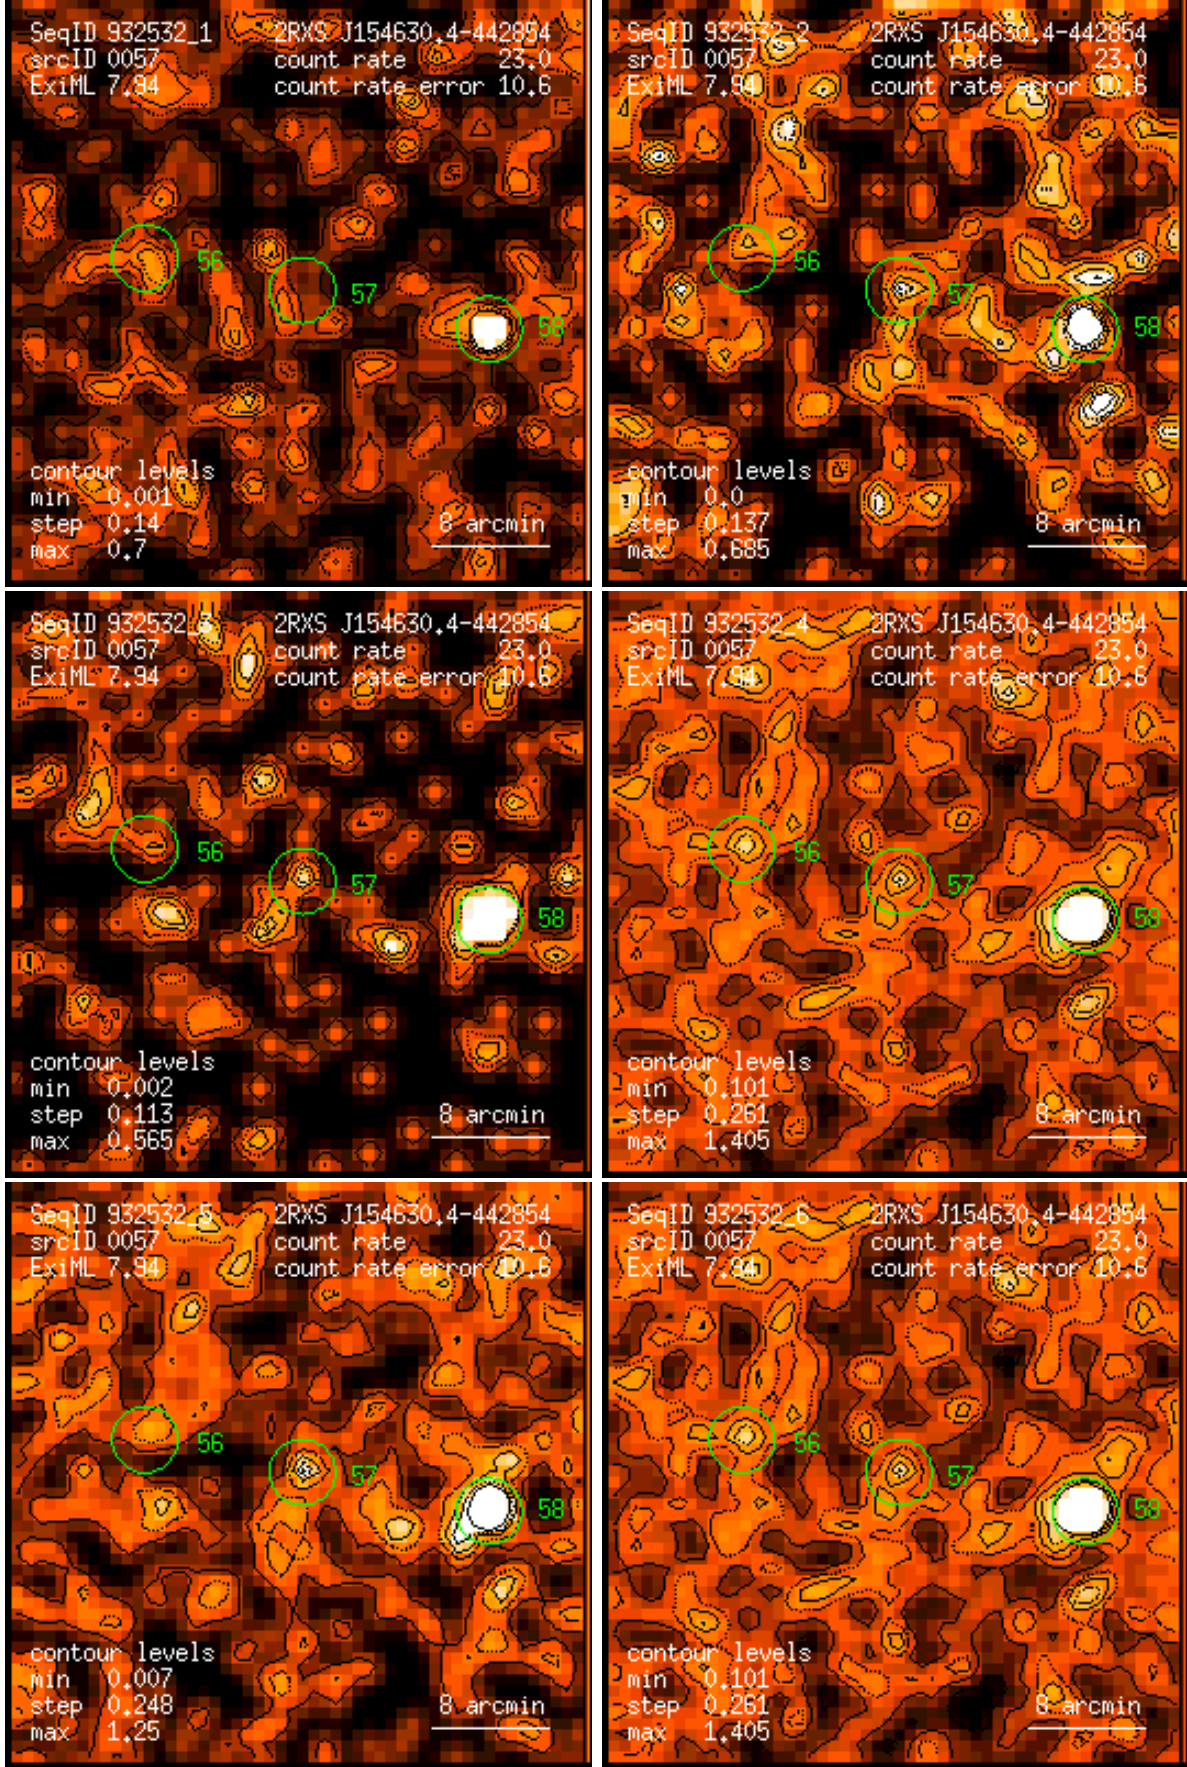 SeqID 932532_1 2RXS J154630.4-442854
srcID 0057 count rate 23.0
ExiML 7.94 count rate error 10.6
56
57
58
contour levels
min 0.001
step 0.14 8 arcmin
max 0.7
SeqID 932532_2 2RXS J154630.4-442854
srcID 0057 count rate 23.0
ExiML 7.94 count rate error 10.6
56
57
58
contour levels
min 0.0
step 0.137 8 arcmin
max 0.685
SeqID 932532_3 2RXS J154630.4-442854
srcID 0057 count rate 23.0
ExiML 7.94 count rate error 10.6
56
57
58
contour levels
min 0.002
step 0.113 8 arcmin
max 0.565
SeqID 932532_4 2RXS J154630.4-442854
srcID 0057 count rate 23.0
ExiML 7.94 count rate error 10.6
56
57
58
contour levels
min 0.101
step 0.261 8 arcmin
max 1.405
SeqID 932532_5 2RXS J154630.4-442854
srcID 0057 count rate 23.0
ExiML 7.94 count rate error 10.6
56
57
58
contour levels
min 0.007
step 0.248 8 arcmin
max 1.25
SeqID 932532_6 2RXS J154630.4-442854
srcID 0057 count rate 23.0
ExiML 7.94 count rate error 10.6
56
57
58
contour levels
min 0.101
step 0.261 8 arcmin
max 1.405